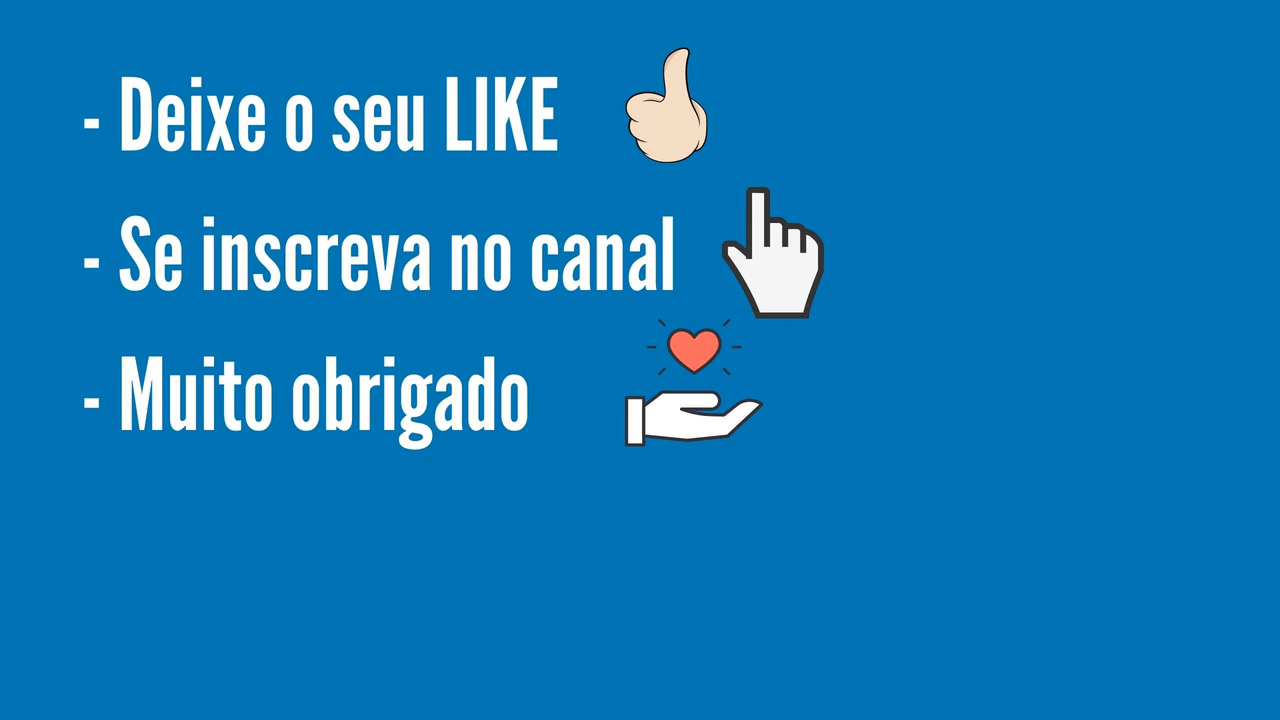 - Deixe o seu LIKE
- Se inscreva no canal
- Muito obrigado